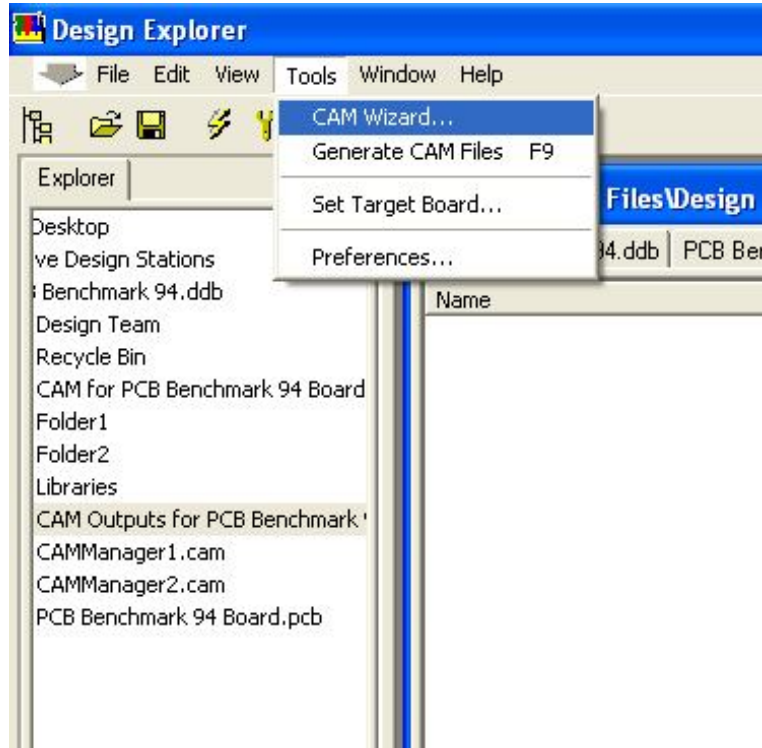 Design Explorer
File Edit View Tools Window Help
CAM Wizard...
Generate CAM Files F9
Set Target Board...
Preferences...
Explorer
Files\Design
94.ddb PCB Ber
Name
Desktop
ve Design Stations
Benchmark 94.ddb
Design Team
Recycle Bin
CAM for PCB Benchmark 94 Board
Folder1
Folder2
Libraries
CAM Outputs for PCB Benchmark
CAMManager1.cam
CAMManager2.cam
PCB Benchmark 94 Board.pcb